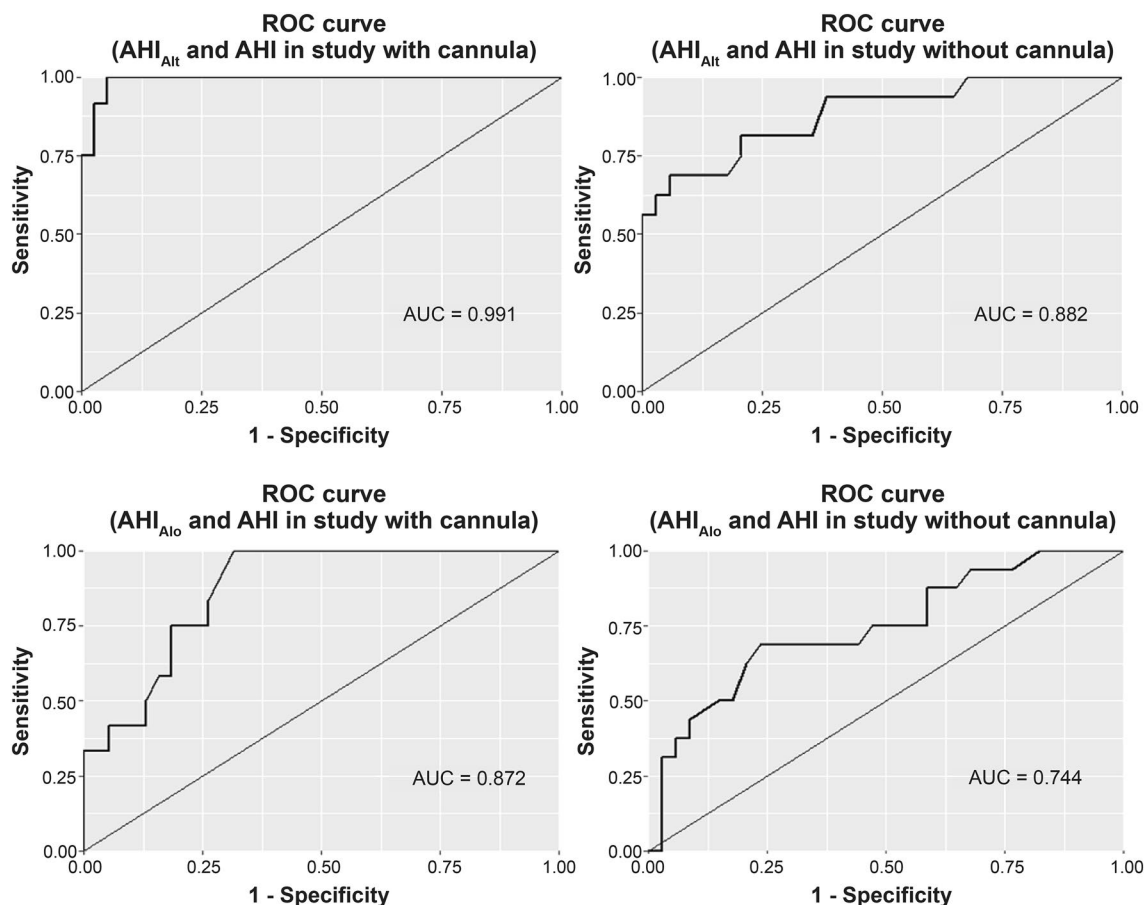 ROC curve
(AHIAlt and AHI in study with cannula)
1.00
0.75
0.50
0.25
0.00
Sensitivity
AUC = 0.991
0.00 0.25 0.50 0.75 1.00
1 - Specificity
ROC curve
(AHIAlt and AHI in study without cannula)
1.00
0.75
0.50
0.25
0.00
Sensitivity
AUC = 0.882
0.00 0.25 0.50 0.75 1.00
1 - Specificity
ROC curve
(AHIAlo and AHI in study with cannula)
1.00
0.75
0.50
0.25
0.00
Sensitivity
AUC = 0.872
0.00 0.25 0.50 0.75 1.00
1 - Specificity
ROC curve
(AHIAlo and AHI in study without cannula)
1.00
0.75
0.50
0.25
0.00
Sensitivity
AUC = 0.744
0.00 0.25 0.50 0.75 1.00
1 - Specificity